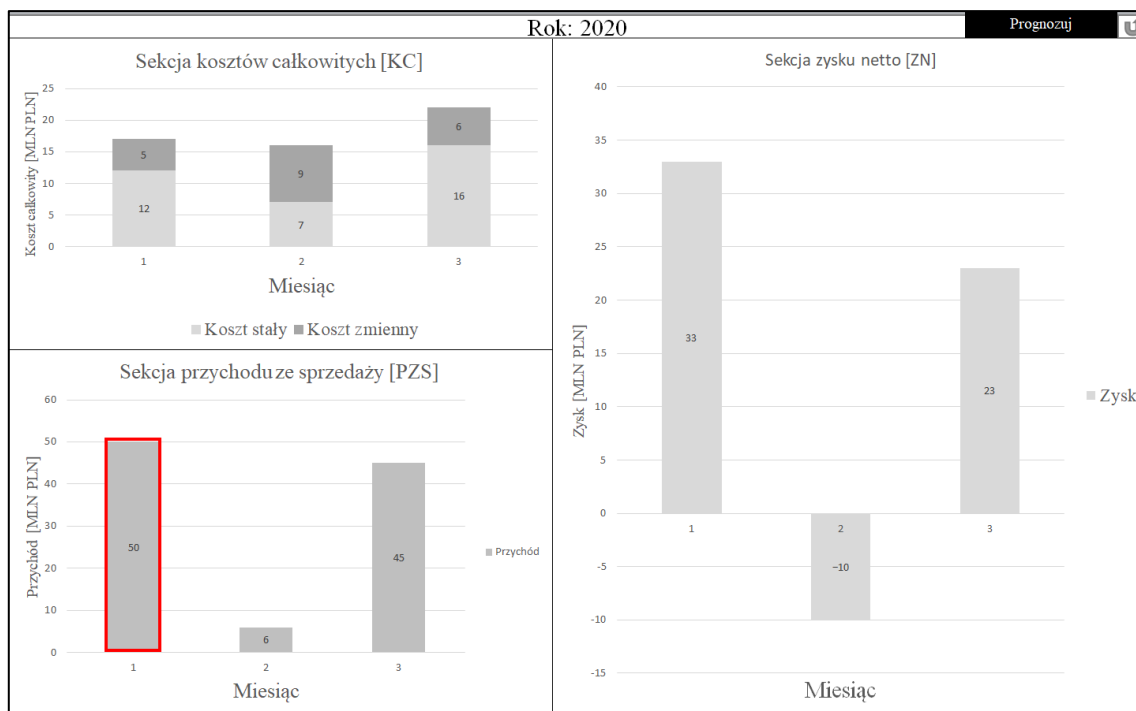 Rok: 2020
Prognozuj
Sekcja kosztów całkowitych [KC]
Koszt całkowity [MLN PLN]
25
20
15
10
5
0
5
9
6
12
7
16
1 2 3
Miesiąc
Koszt stały Koszt zmienny
Sekcja przychodu ze sprzedaży [PZS]
Przychód [MLN PLN]
60
50
40
30
20
10
0
50
6
45
1 2 3
Miesiąc
Przychód
Sekcja zysku netto [ZN]
Zysk [MLN PLN]
40
35
30
25
20
15
10
5
0
-5
-10
-15
33
−10
23
1 2 3
Miesiąc
Zysk